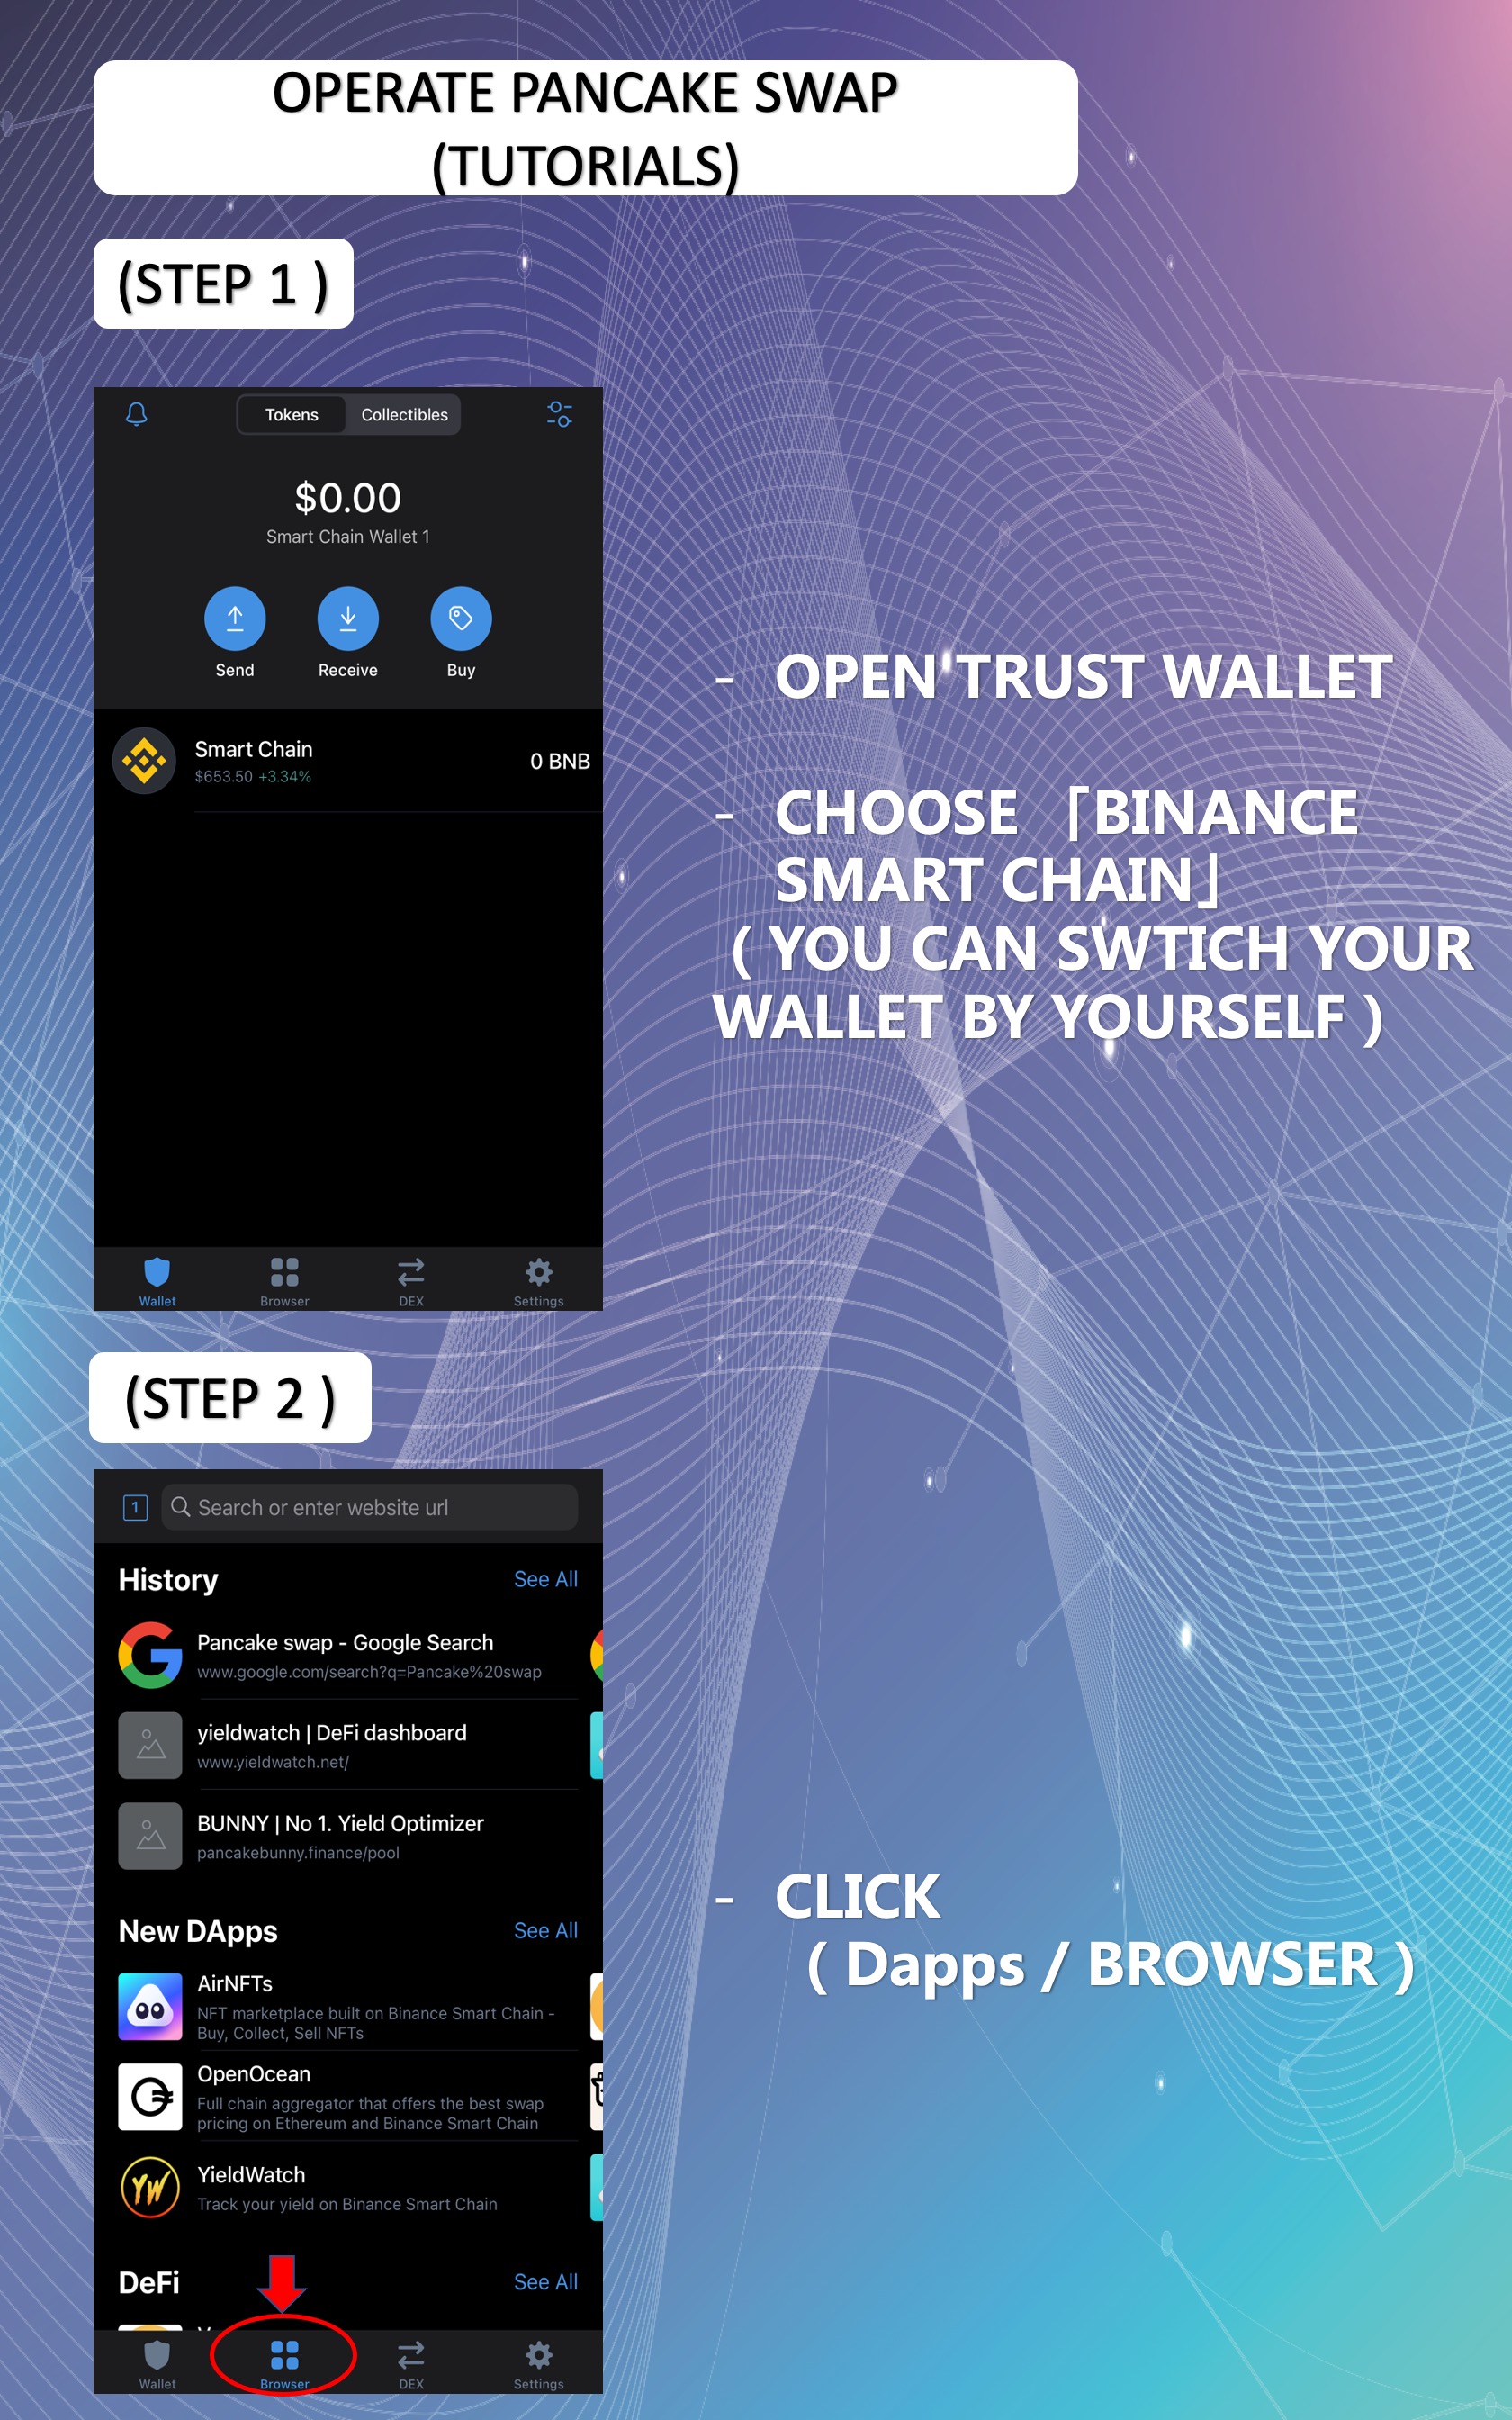 OPERATE PANCAKE SWAP
(TUTORIALS)
(STEP 1 )
Tokens Collectibles
$0.00
Smart Chain Wallet 1
Send Receive Buy
Smart Chain
$653.50 +3.34%
0 BNB
Wallet Browser DEX Settings
- OPEN TRUST WALLET
- CHOOSE 「BINANCE
SMART CHAIN」
( YOU CAN SWTICH YOUR
WALLET BY YOURSELF )
(STEP 2 )
1
Search or enter website url
History See All
Pancake swap - Google Search
www.google.com/search?q=Pancake%20swap
yieldwatch | DeFi dashboard
www.yieldwatch.net/
BUNNY | No 1. Yield Optimizer
pancakebunny.finance/pool
New DApps See All
AirNFTs
NFT marketplace built on Binance Smart Chain -
Buy, Collect, Sell NFTs
OpenOcean
Full chain aggregator that offers the best swap
pricing on Ethereum and Binance Smart Chain
YW
YieldWatch
Track your yield on Binance Smart Chain
DeFi See All
Wallet Browser DEX Settings
- CLICK
( Dapps / BROWSER )